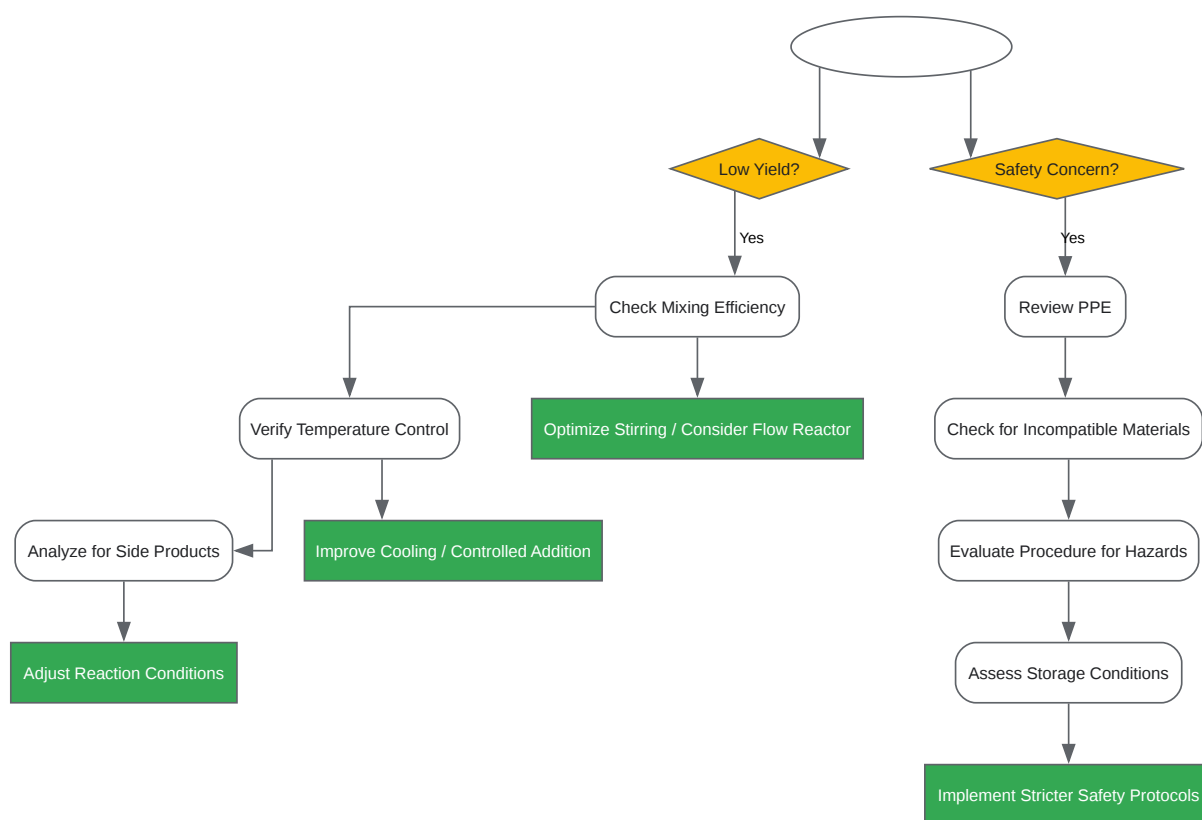 Low Yield?
Safety Concern?
Yes
Yes
Check Mixing Efficiency
Review PPE
Verify Temperature Control
Optimize Stirring / Consider Flow Reactor
Check for Incompatible Materials
Analyze for Side Products
Improve Cooling / Controlled Addition
Evaluate Procedure for Hazards
Adjust Reaction Conditions
Assess Storage Conditions
Implement Stricter Safety Protocols